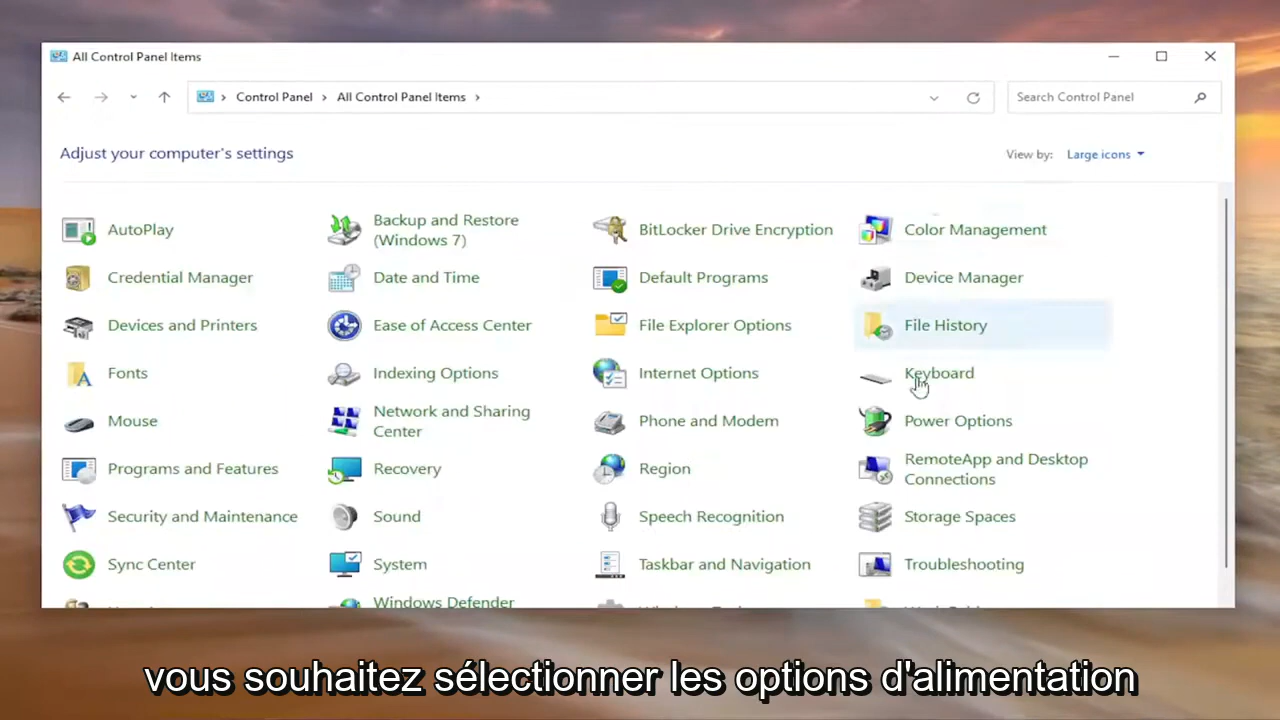 All Control Panel Items
Control Panel > All Control Panel Items >
Search Control Panel
Adjust your computer's settings
View by: Large icons
AutoPlay
Backup and Restore
(Windows 7)
BitLocker Drive Encryption
Color Management
Credential Manager
Date and Time
Default Programs
Device Manager
Devices and Printers
Ease of Access Center
File Explorer Options
File History
Fonts
Indexing Options
Internet Options
Keyboard
Mouse
Network and Sharing
Center
Phone and Modem
Power Options
Programs and Features
Recovery
Region
RemoteApp and Desktop
Connections
Security and Maintenance
Sound
Speech Recognition
Storage Spaces
Sync Center
System
Taskbar and Navigation
Troubleshooting
Windows Defender
vous souhaitez sélectionner les options d'alimentation